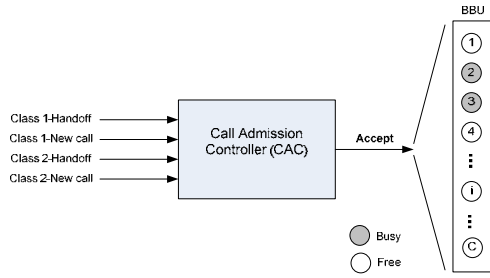 BBU
1
2
3
4
i
C
Class 1-Handoff
Class 1-New call
Class 2-Handoff
Class 2-New call
Call Admission
Controller (CAC)
Accept
Busy
Free